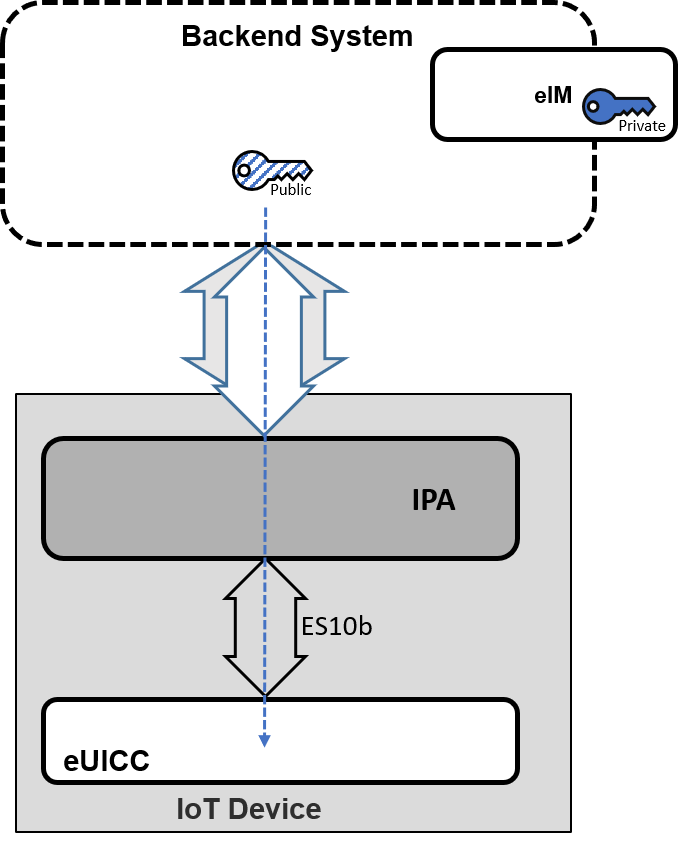 Backend System
eIM
Private
Public
IPA
ES10b
eUICC
IoT Device